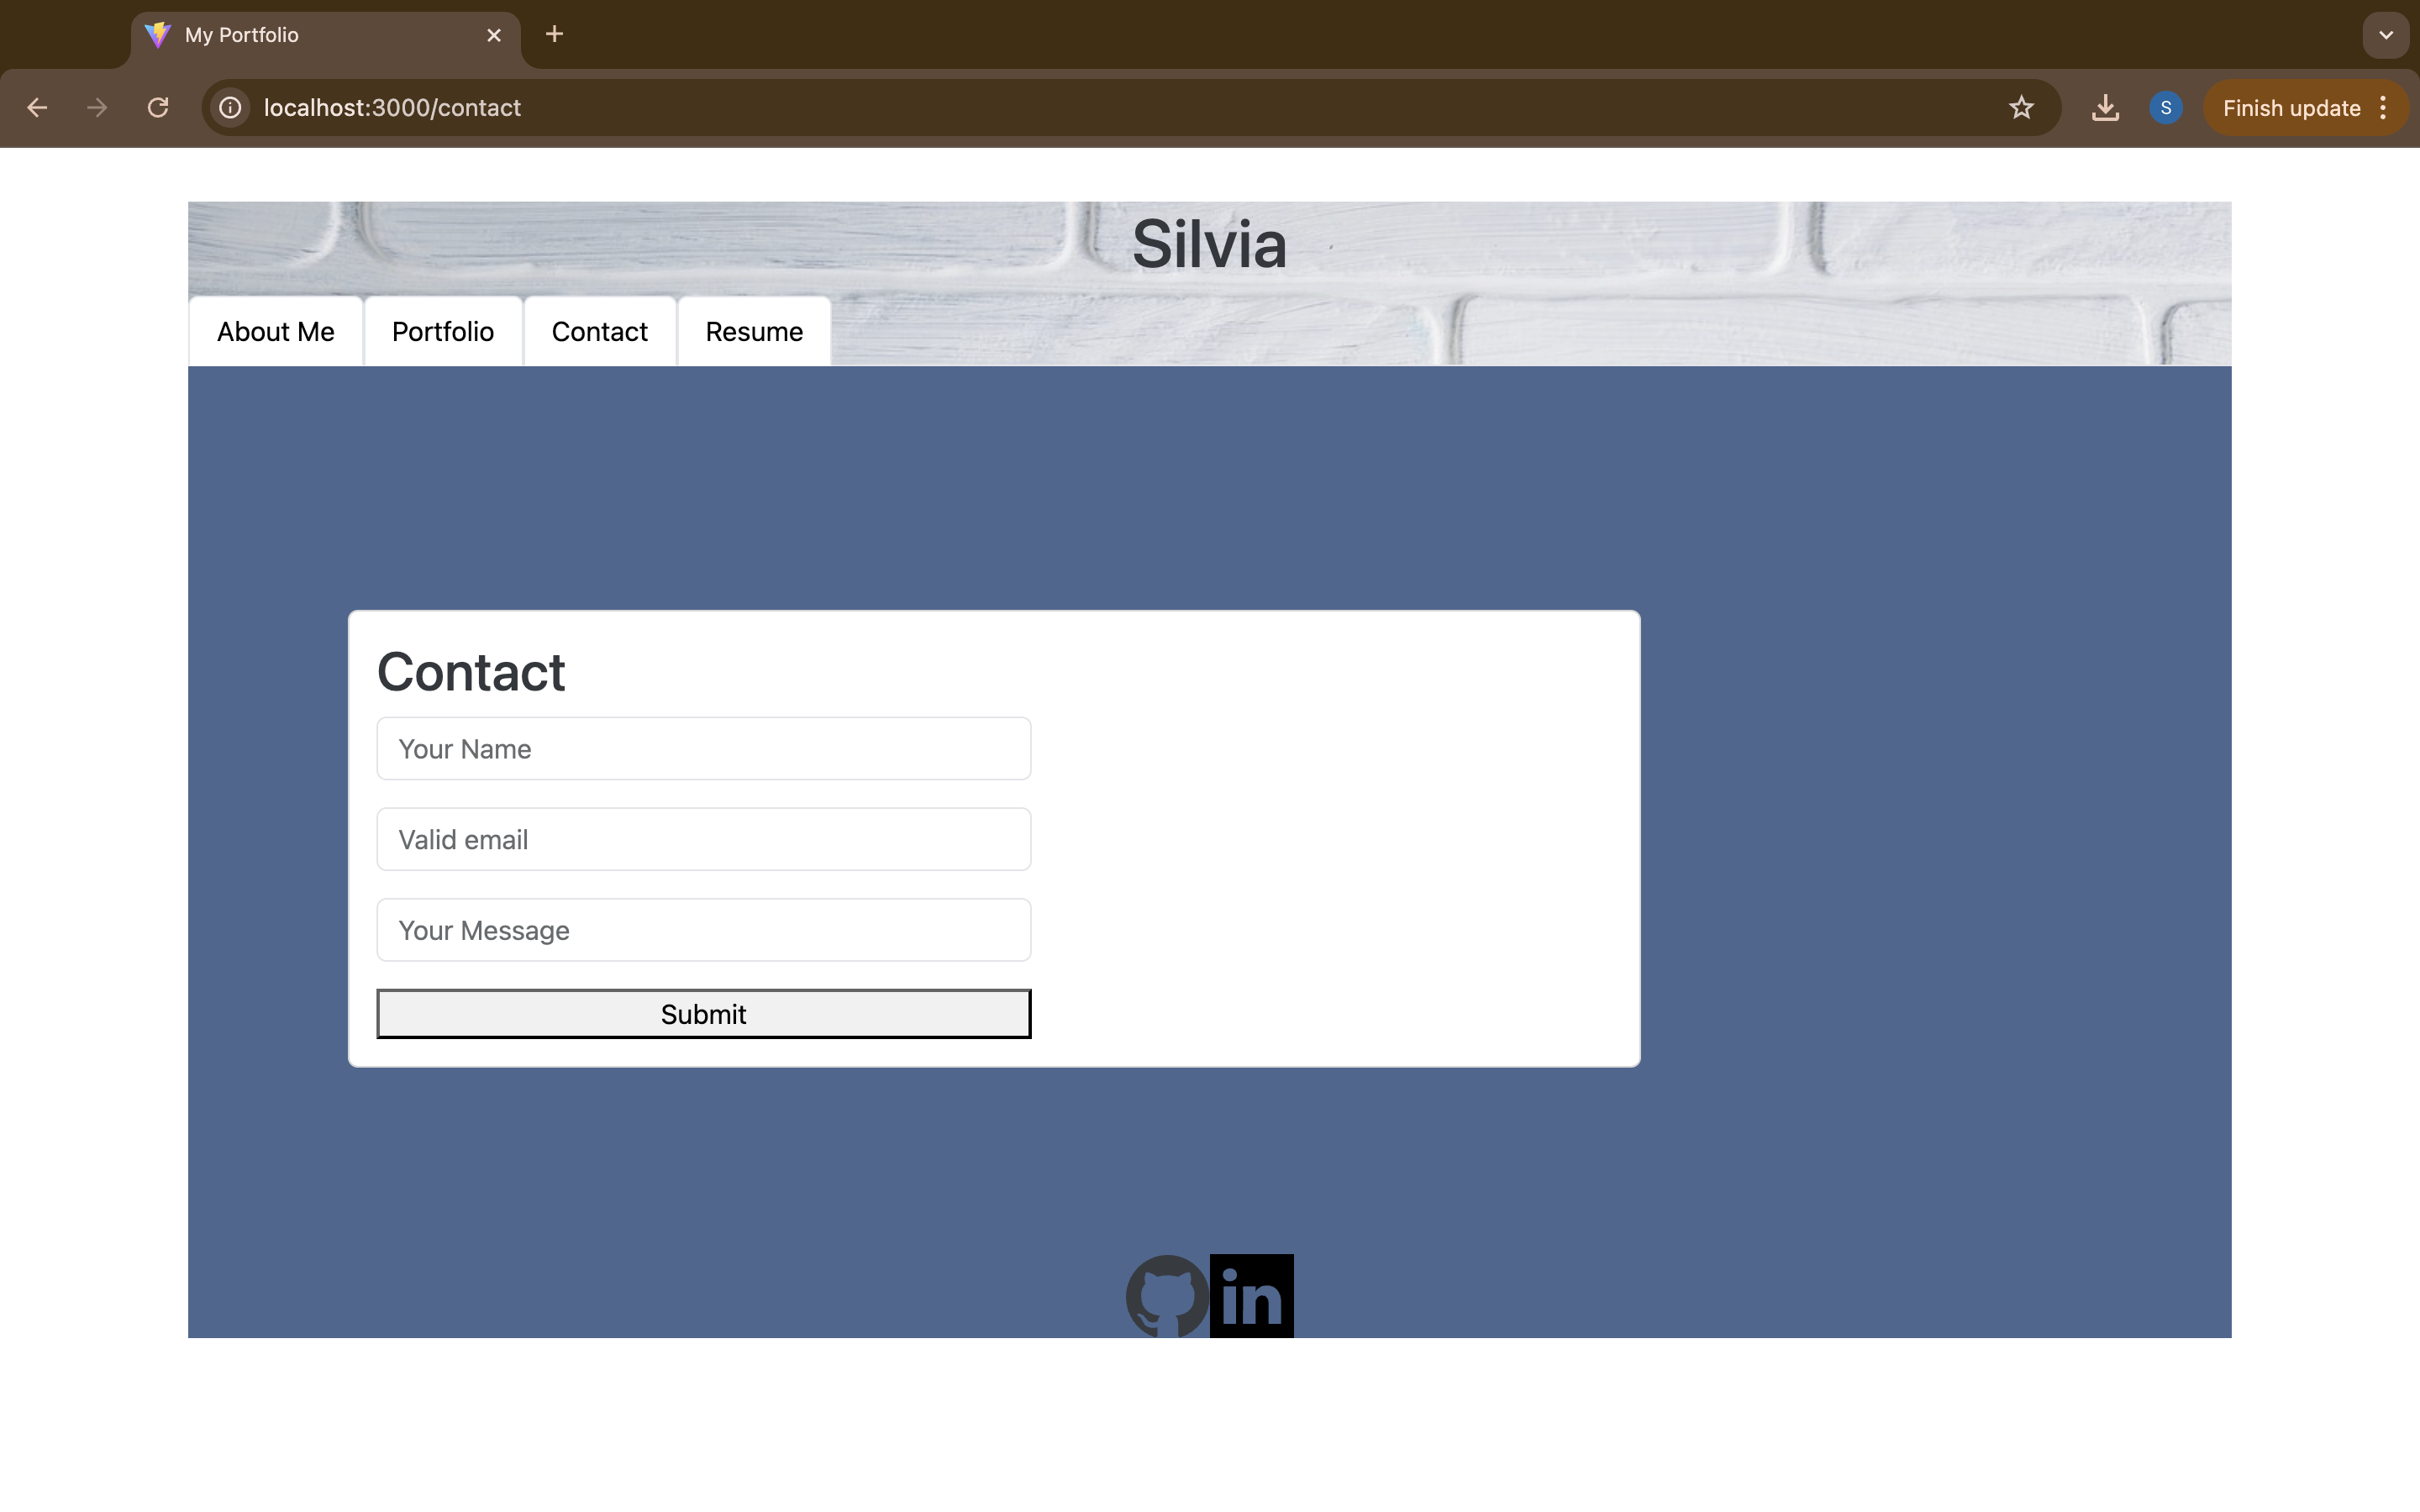 My Portfolio
localhost:3000/contact
S
Finish update
Silvia
About Me
Portfolio
Contact
Resume
Contact
Your Name
Valid email
Your Message
Submit
in